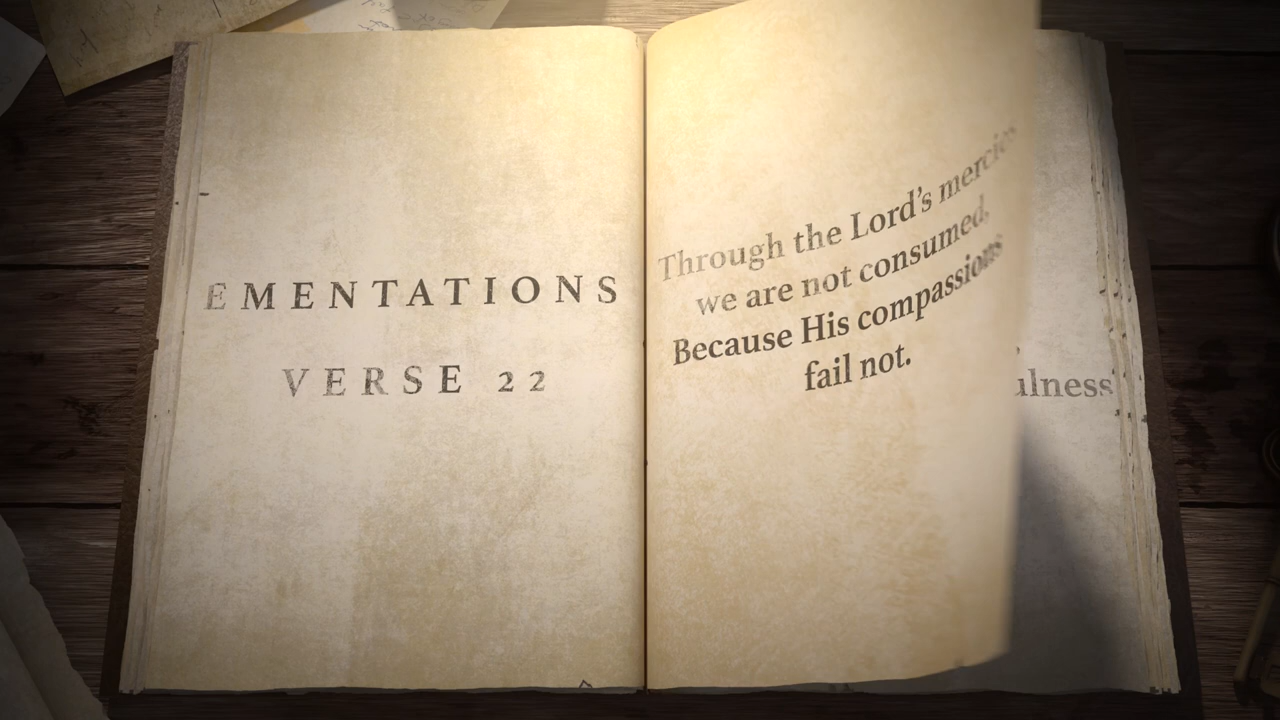 EMENTATIONS
VERSE 22
Through the Lord's mercies
we are not consumed,
Because His compassions
fail not.
ulness